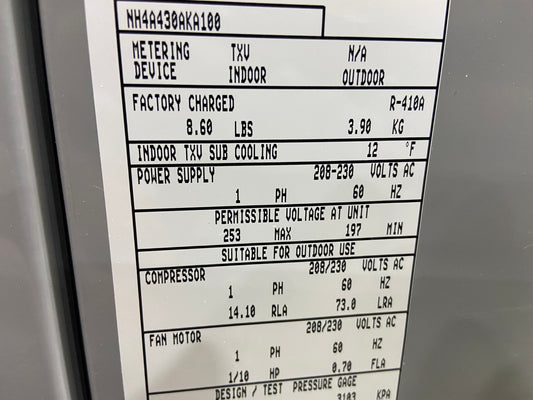 NH4A430AKA100
METERING TXV N/A
DEVICE INDOOR OUTDOOR
FACTORY CHARGED R-410A
8.60 LBS 3.90 KG
INDOOR TXV SUB COOLING 12 °F
POWER SUPPLY 208-230 VOLTS AC
1 PH 60 HZ
PERMISSIBLE VOLTAGE AT UNIT
253 MAX 197 MIN
SUITABLE FOR OUTDOOR USE
COMPRESSOR 208/230 VOLTS AC
1 PH 60 HZ
14.10 RLA 73.0 LRA
FAN MOTOR 208/230 VOLTS AC
1 PH 60 HZ
1/10 HP 0.70 FLA
DESIGN / TEST PRESSURE GAGE
3103 KPA